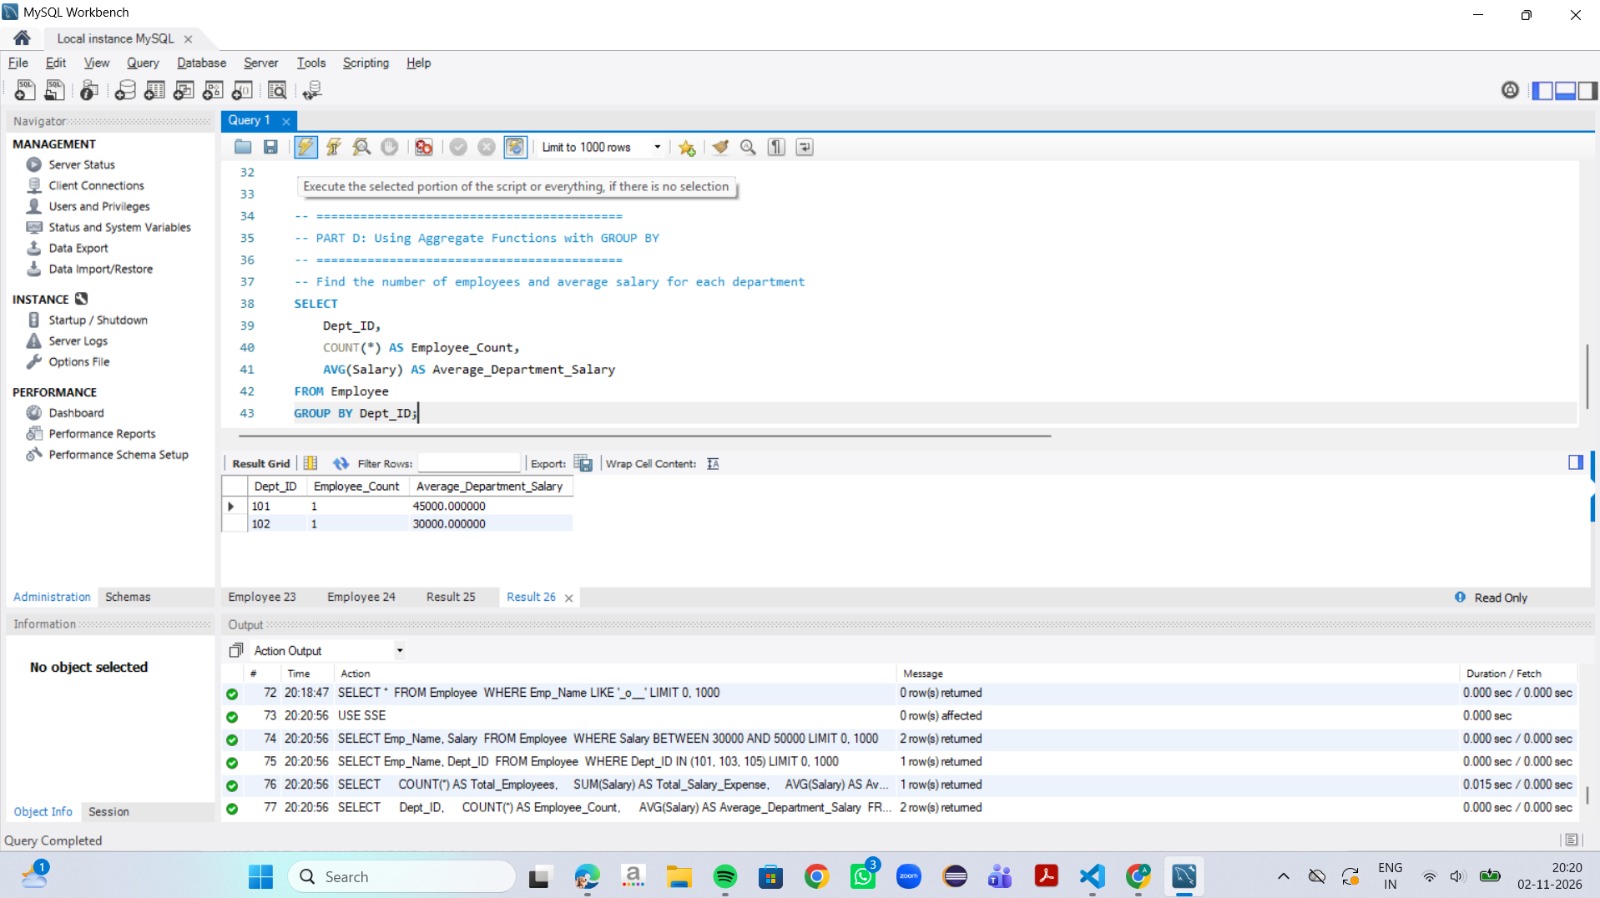 MySQL Workbench
Local instance MySQL
File Edit View Query Database Server Tools Scripting Help
Navigator
MANAGEMENT
Server Status
Client Connections
Users and Privileges
Status and System Variables
Data Export
Data Import/Restore
INSTANCE
Startup / Shutdown
Server Logs
Options File
PERFORMANCE
Dashboard
Performance Reports
Performance Schema Setup
Administration Schemas
Information
No object selected
Object Info Session
Query 1
Limit to 1000 rows
Execute the selected portion of the script or everything, if there is no selection
32
33
34 -- ==========================================
35 -- PART D: Using Aggregate Functions with GROUP BY
36 -- ==========================================
37 -- Find the number of employees and average salary for each department
38 SELECT
39 Dept_ID,
40 COUNT(*) AS Employee_Count,
41 AVG(Salary) AS Average_Department_Salary
42 FROM Employee
43 GROUP BY Dept_ID;
Result Grid Filter Rows: Export: Wrap Cell Content:
Dept_ID Employee_Count Average_Department_Salary
101 1 45000.000000
102 1 30000.000000
Employee 23 Employee 24 Result 25 Result 26 Read Only
Output
Action Output
# Time Action Message Duration / Fetch
72 20:18:47 SELECT * FROM Employee WHERE Emp_Name LIKE '_o__' LIMIT 0, 1000 0 row(s) returned 0.000 sec / 0.000 sec
73 20:20:56 USE SSE 0 row(s) affected 0.000 sec
74 20:20:56 SELECT Emp_Name, Salary FROM Employee WHERE Salary BETWEEN 30000 AND 50000 LIMIT 0, 1000 2 row(s) returned 0.000 sec / 0.000 sec
75 20:20:56 SELECT Emp_Name, Dept_ID FROM Employee WHERE Dept_ID IN (101, 103, 105) LIMIT 0, 1000 1 row(s) returned 0.000 sec / 0.000 sec
76 20:20:56 SELECT COUNT(*) AS Total_Employees, SUM(Salary) AS Total_Salary_Expense, AVG(Salary) AS Av... 1 row(s) returned 0.015 sec / 0.000 sec
77 20:20:56 SELECT Dept_ID, COUNT(*) AS Employee_Count, AVG(Salary) AS Average_Department_Salary FR... 2 row(s) returned 0.000 sec / 0.000 sec
Query Completed
1
Search
a
3
zoom
ENG
IN
20:20
02-11-2026